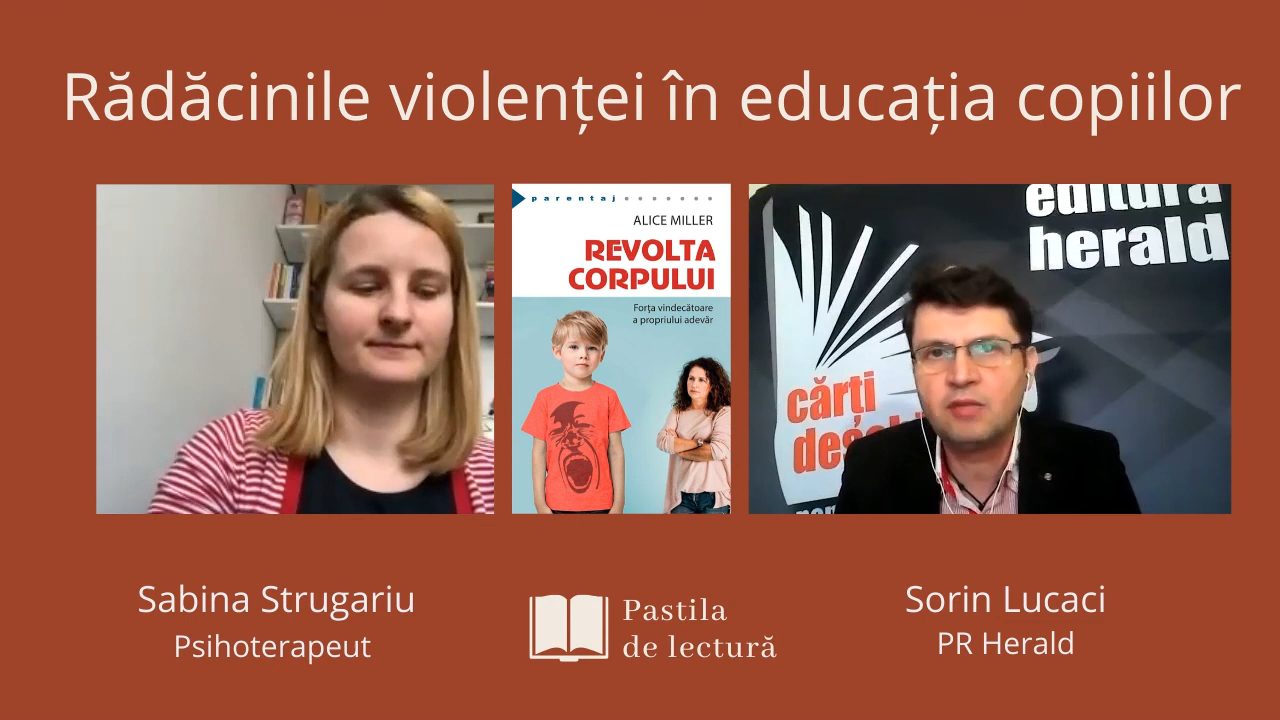 Rădăcinile violenței în educația copiilor
parentaj
ALICE MILLER
REVOLTA
CORPULUI
Forța vindecătoare
a propriului adevăr
editura
herald
cărți
Sabina Strugariu
Psihoterapeut
Pastila
de lectură
Sorin Lucaci
PR Herald